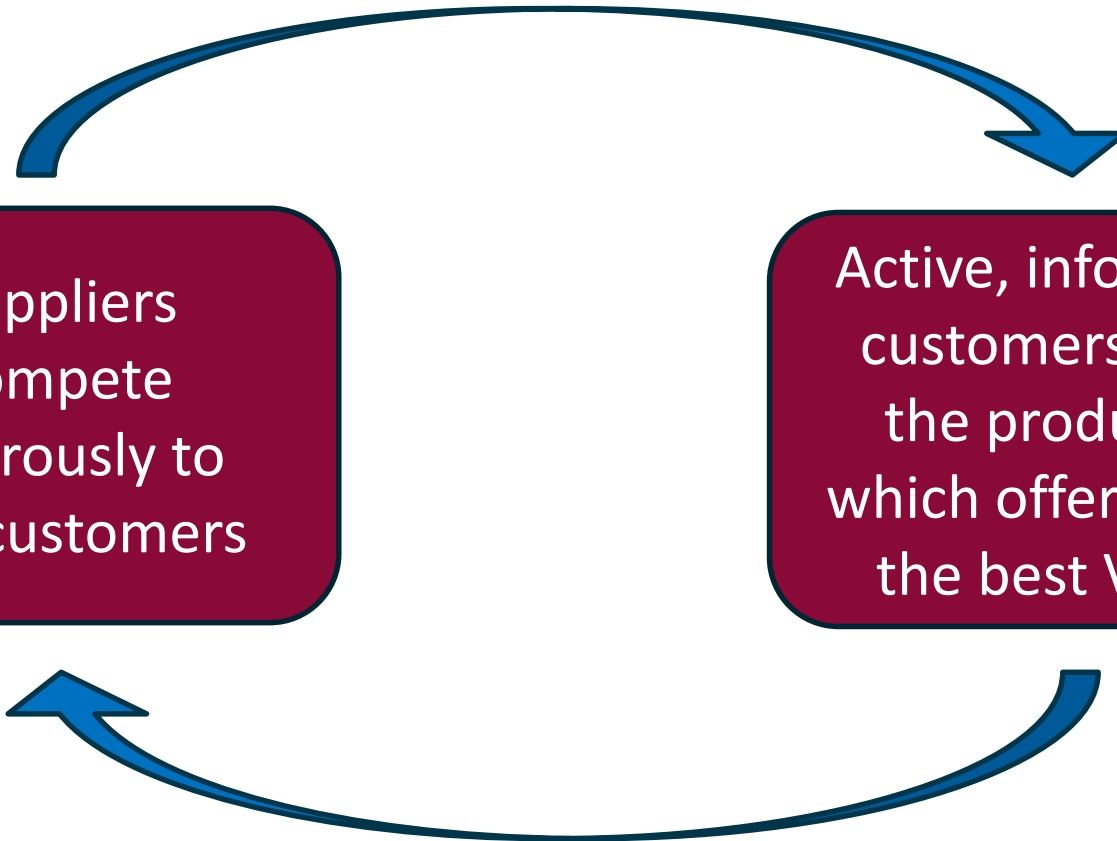 ppliers
ompete
rously to
customers
Active, info
customers
the produ
which offer
the best V